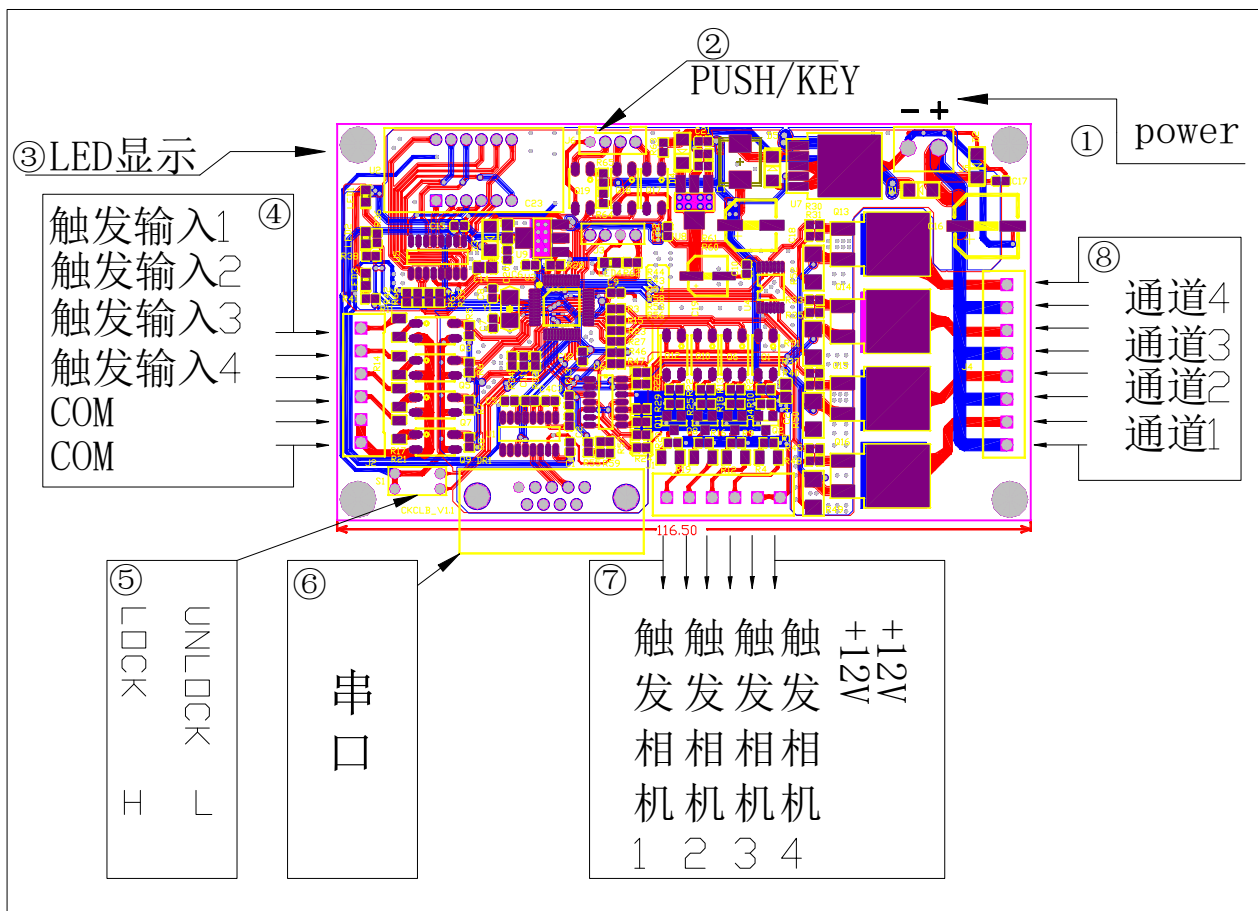 ②
PUSH/KEY
- +
① power
③LED显示
④
触发输入1
触发输入2
触发输入3
触发输入4
COM
COM
⑧
通道4
通道3
通道2
通道1
116.50
⑤
LOCK H
UNLOCK L
⑥
串口
⑦
触发相机1
触发相机2
触发相机3
触发相机4
+12V
+12V